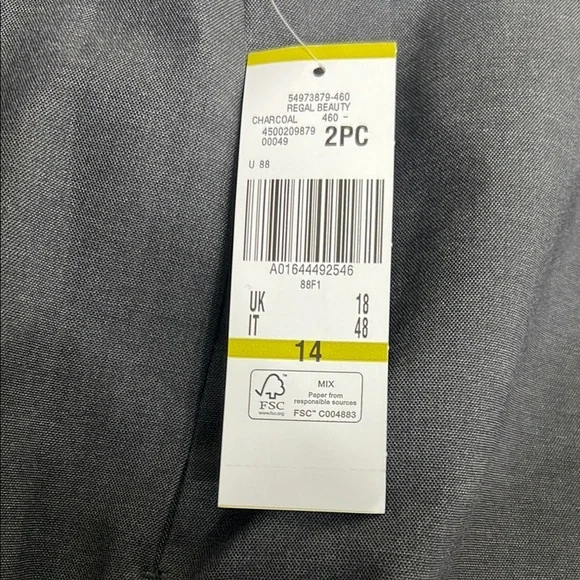 54973879-460
REGAL BEAUTY
CHARCOAL 460 -
4500209879 2PC
00049
U 88
A01644492546
88F1
UK 18
IT 48
14
FSC
www.fsc.org
MIX
Paper from
responsible sources
FSC™ C004883